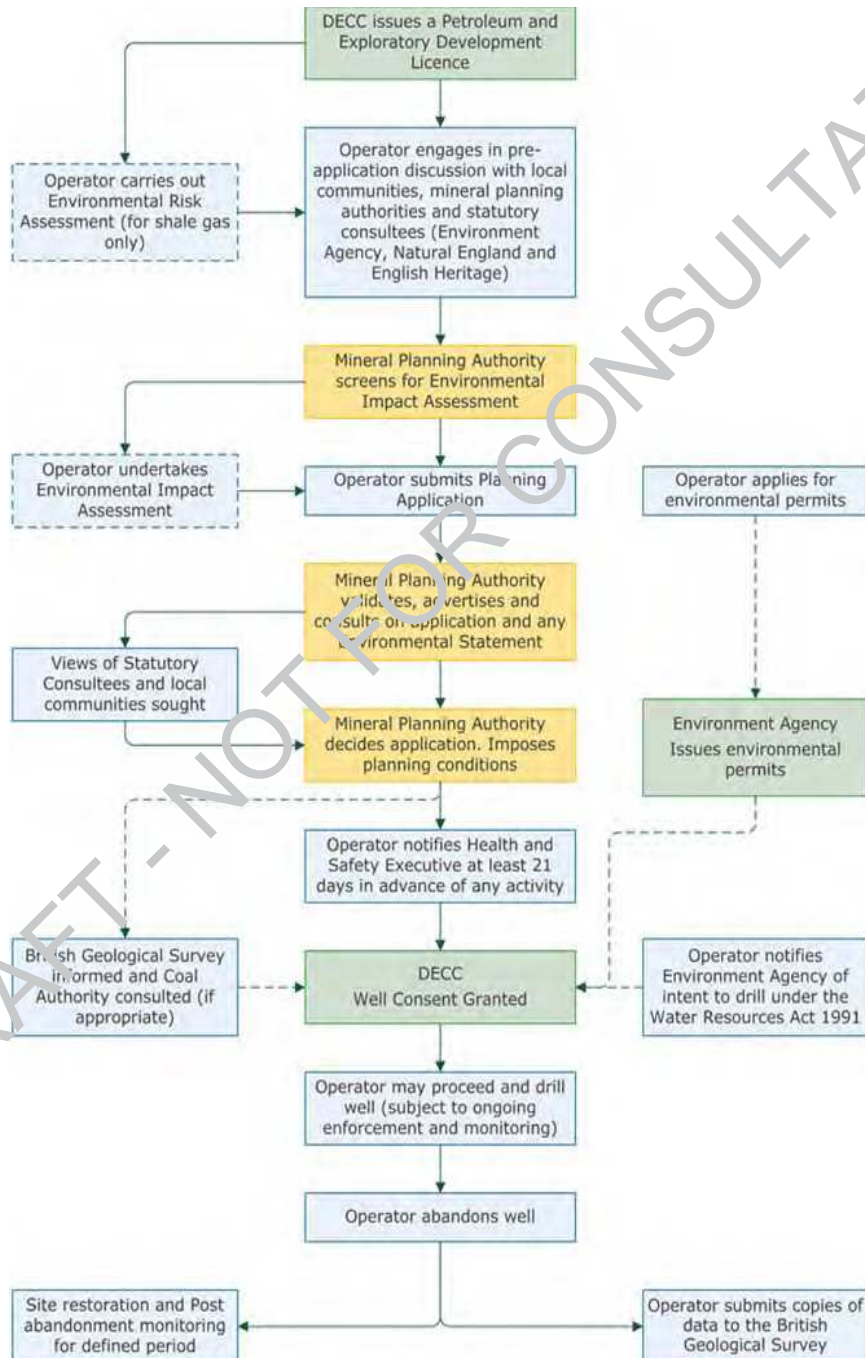 DECC issues a Petroleum and
Exploratory Development
Licence
Operator carries out
Environmental Risk
Assessment (for shale gas
only)
Operator engages in pre-
application discussion with local
communities, mineral planning
authorities and statutory
consultees (Environment
Agency, Natural England and
English Heritage)
Mineral Planning Authority
screens for Environmental
Impact Assessment
Operator undertakes
Environmental Impact
Assessment
Operator submits Planning
Application
Operator applies for
environmental permits
Mineral Planning Authority
validates, advertises and
consults on application and any
Environmental Statement
Views of Statutory
Consultees and local
communities sought
Mineral Planning Authority
decides application. Imposes
planning conditions
Environment Agency
Issues environmental
permits
Operator notifies Health and
Safety Executive at least 21
days in advance of any activity
British Geological Survey
informed and Coal
Authority consulted (if
appropriate)
DECC
Well Consent Granted
Operator notifies
Environment Agency of
intent to drill under the
Water Resources Act 1991
Operator may proceed and drill
well (subject to ongoing
enforcement and monitoring)
Operator abandons well
Site restoration and Post
abandonment monitoring
for defined period
Operator submits copies of
data to the British
Geological Survey
RAFT - NOT FOR CONSULTAT